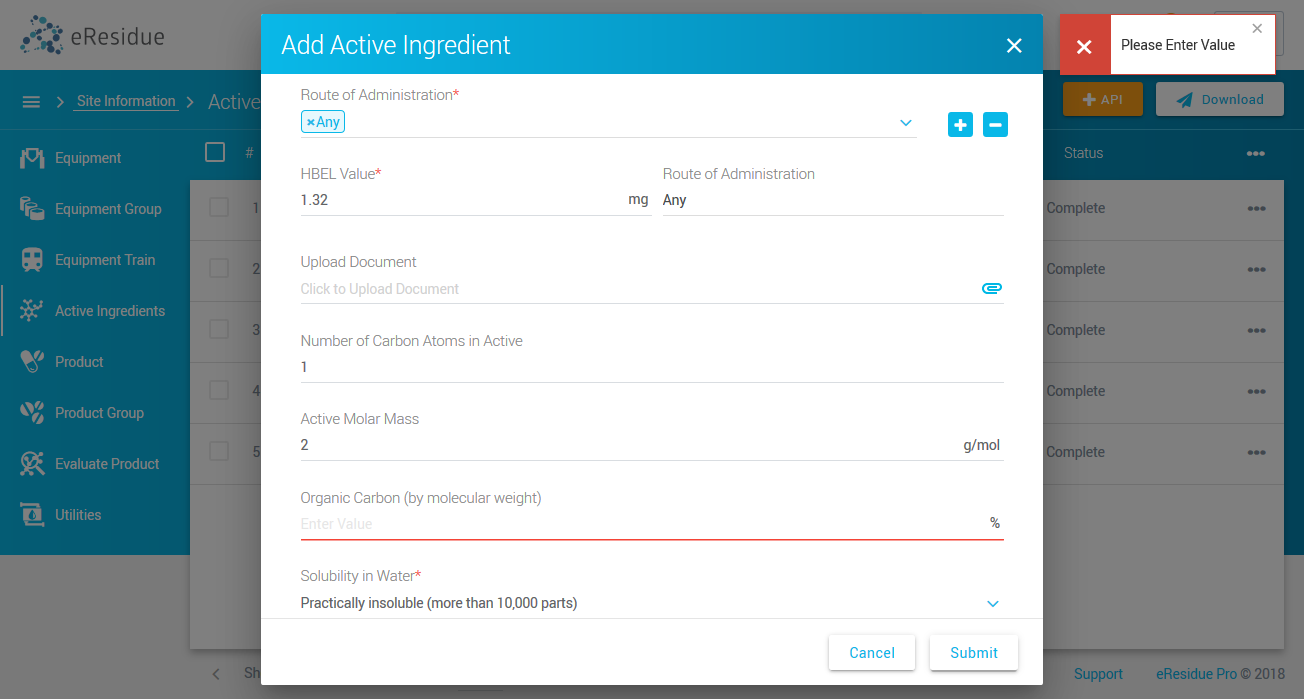 eResidue
Add Active Ingredient
Please Enter Value
Site Information
Active
API
Download
Equipment
Equipment Group
Equipment Train
Active Ingredients
Product
Product Group
Evaluate Product
Utilities
#
Status
1
Complete
2
Complete
3
Complete
4
Complete
5
Complete
Route of Administration*
×Any
HBEL Value*
Route of Administration
1.32 mg
Any
Upload Document
Click to Upload Document
Number of Carbon Atoms in Active
1
Active Molar Mass
2 g/mol
Organic Carbon (by molecular weight)
Enter Value %
Solubility in Water*
Practically insoluble (more than 10,000 parts)
Cancel
Submit
Sh
Support
eResidue Pro © 2018